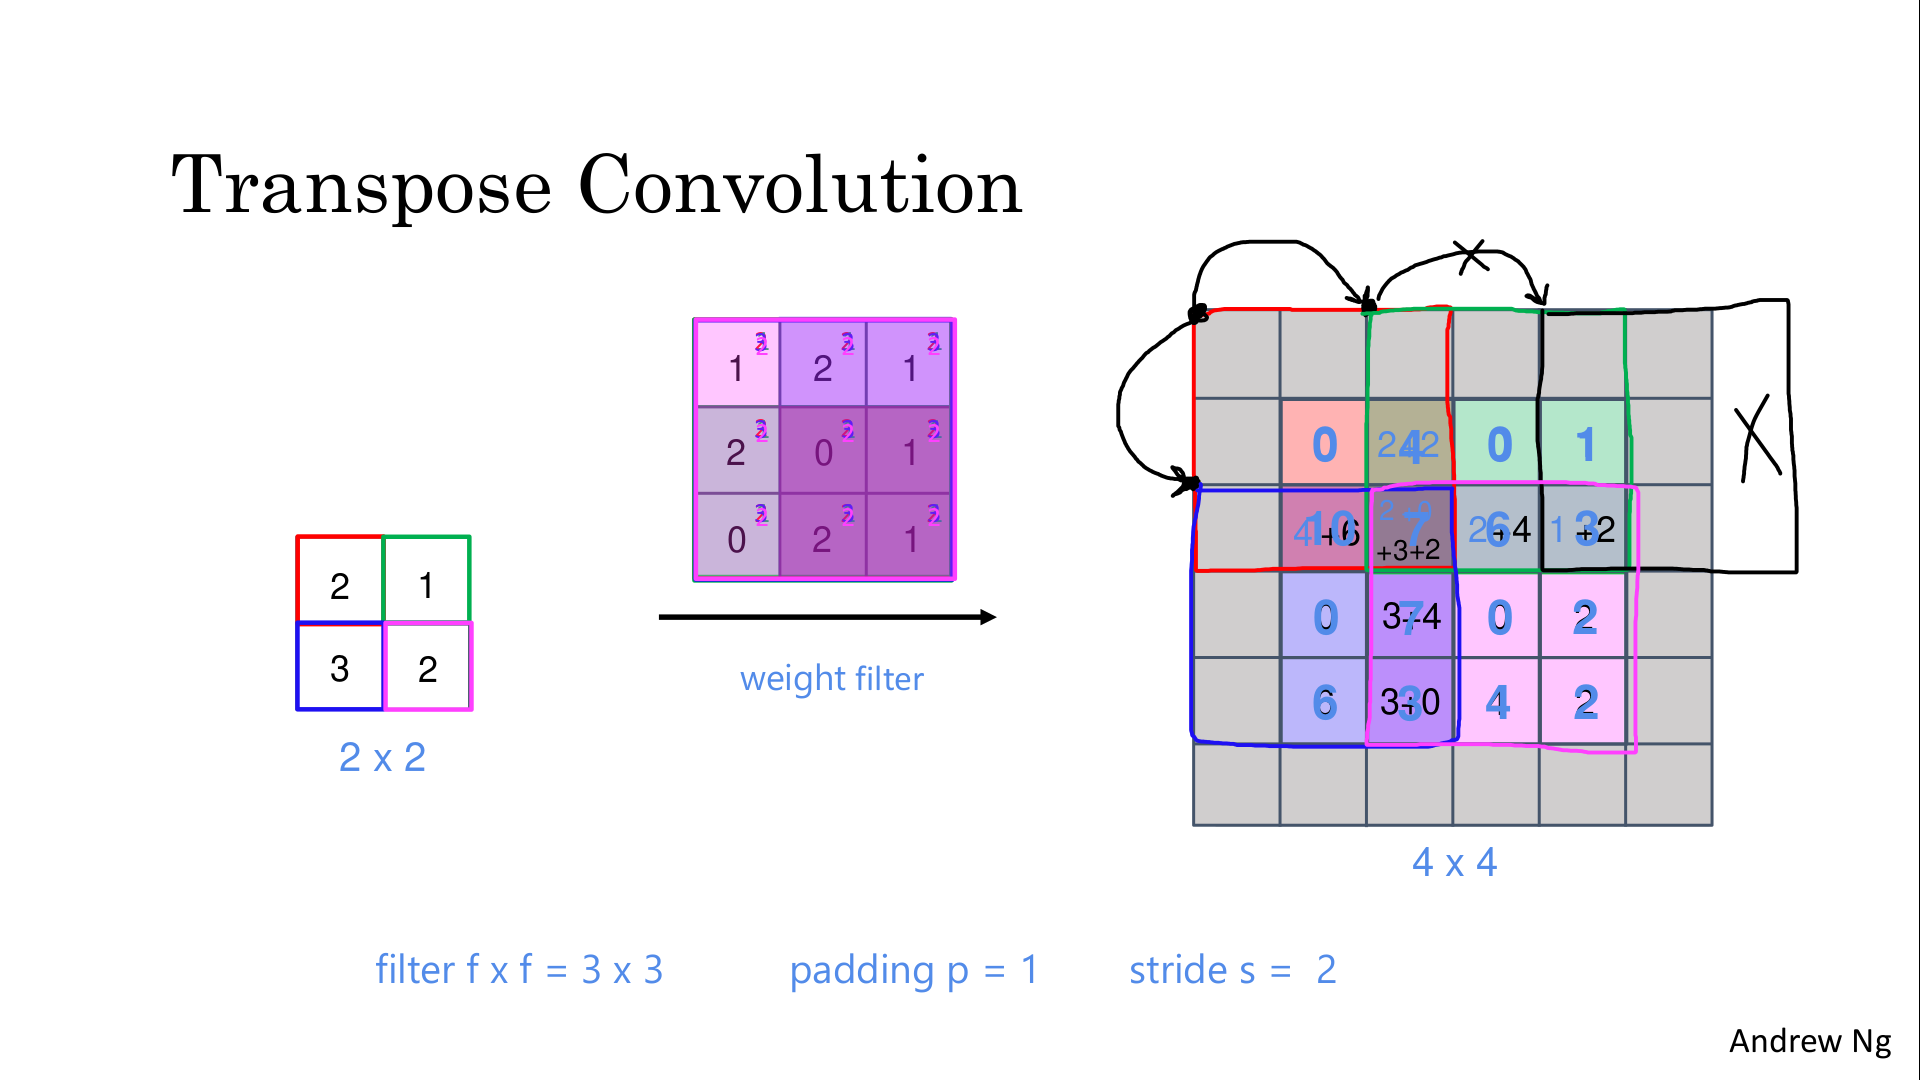 Transpose Convolution
1 2 1
2 0 1
0 2 1
weight filter
2 1
3 2
2 x 2
0 4 0 1
10 7 6 3
+6 +3+2 2+4 1+2
0 7 0 2
3+4
6 3 4 2
3+0
4 x 4
filter f x f = 3 x 3 padding p = 1 stride s = 2
Andrew Ng